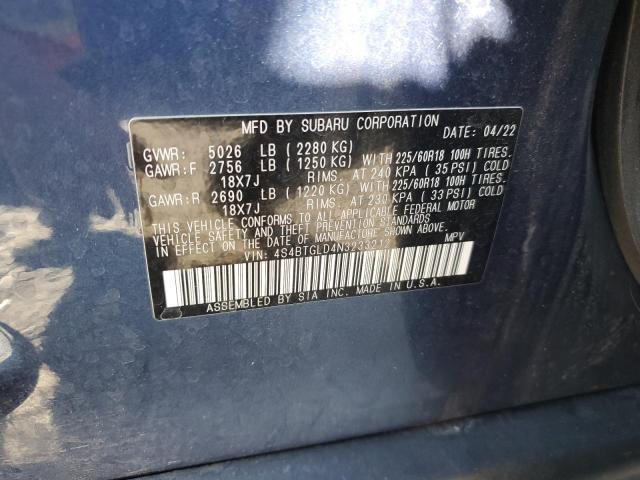 MFD BY SUBARU CORPORATION
DATE: 04/22
GVWR: 5026 LB (2280 KG)
GAWR:F 2756 LB (1250 KG) WITH 225/60R18 100H TIRES.
18X7J RIMS. AT 240 KPA (35 PSI) COLD
GAWR:R 2690 LB (1220 KG) WITH 225/60R18 100H TIRES.
18X7J RIMS. AT 230 KPA (33 PSI) COLD
THIS VEHICLE CONFORMS TO ALL APPLICABLE FEDERAL MOTOR
VEHICLE SAFETY STANDARDS IN EFFECT ON THE
DATE OF MANUFACTURE SHOWN ABOVE.
VIN: 4S4BTGLD4N3233212 MPV
ASSEMBLED BY SIA INC. MADE IN U.S.A.